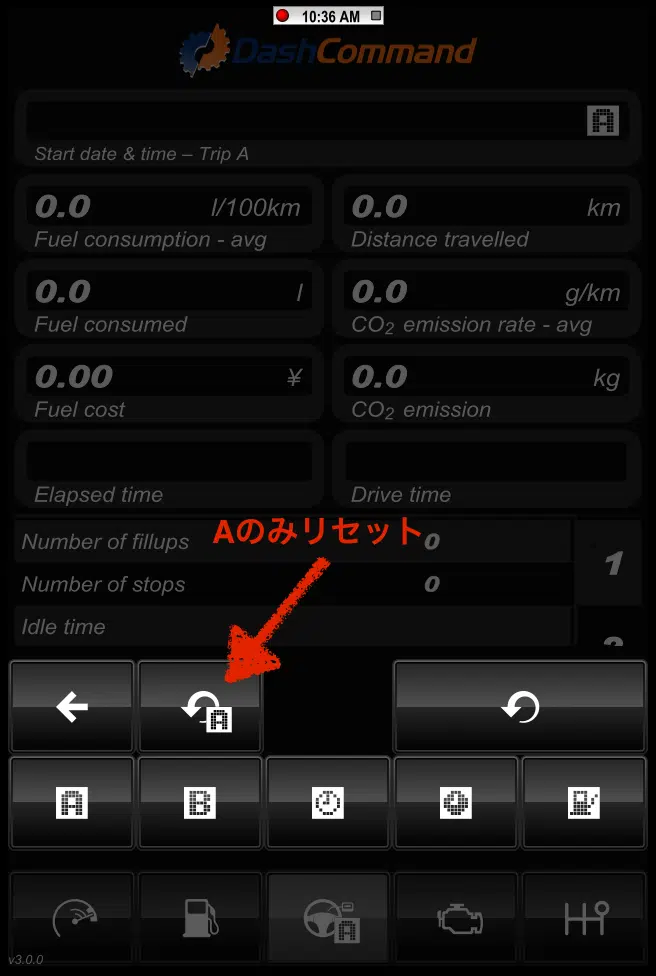 10:36 AM
DashCommand
A
Start date & time – Trip A
0.0 l/100km
Fuel consumption - avg
0.0 km
Distance travelled
0.0 l
Fuel consumed
0.0 g/km
CO₂ emission rate - avg
0.00 ¥
Fuel cost
0.0 kg
CO₂ emission
Elapsed time
Drive time
Aのみリセット
Number of fillups 0
1
Number of stops 0
Idle time
A
A
B
A
v3.0.0